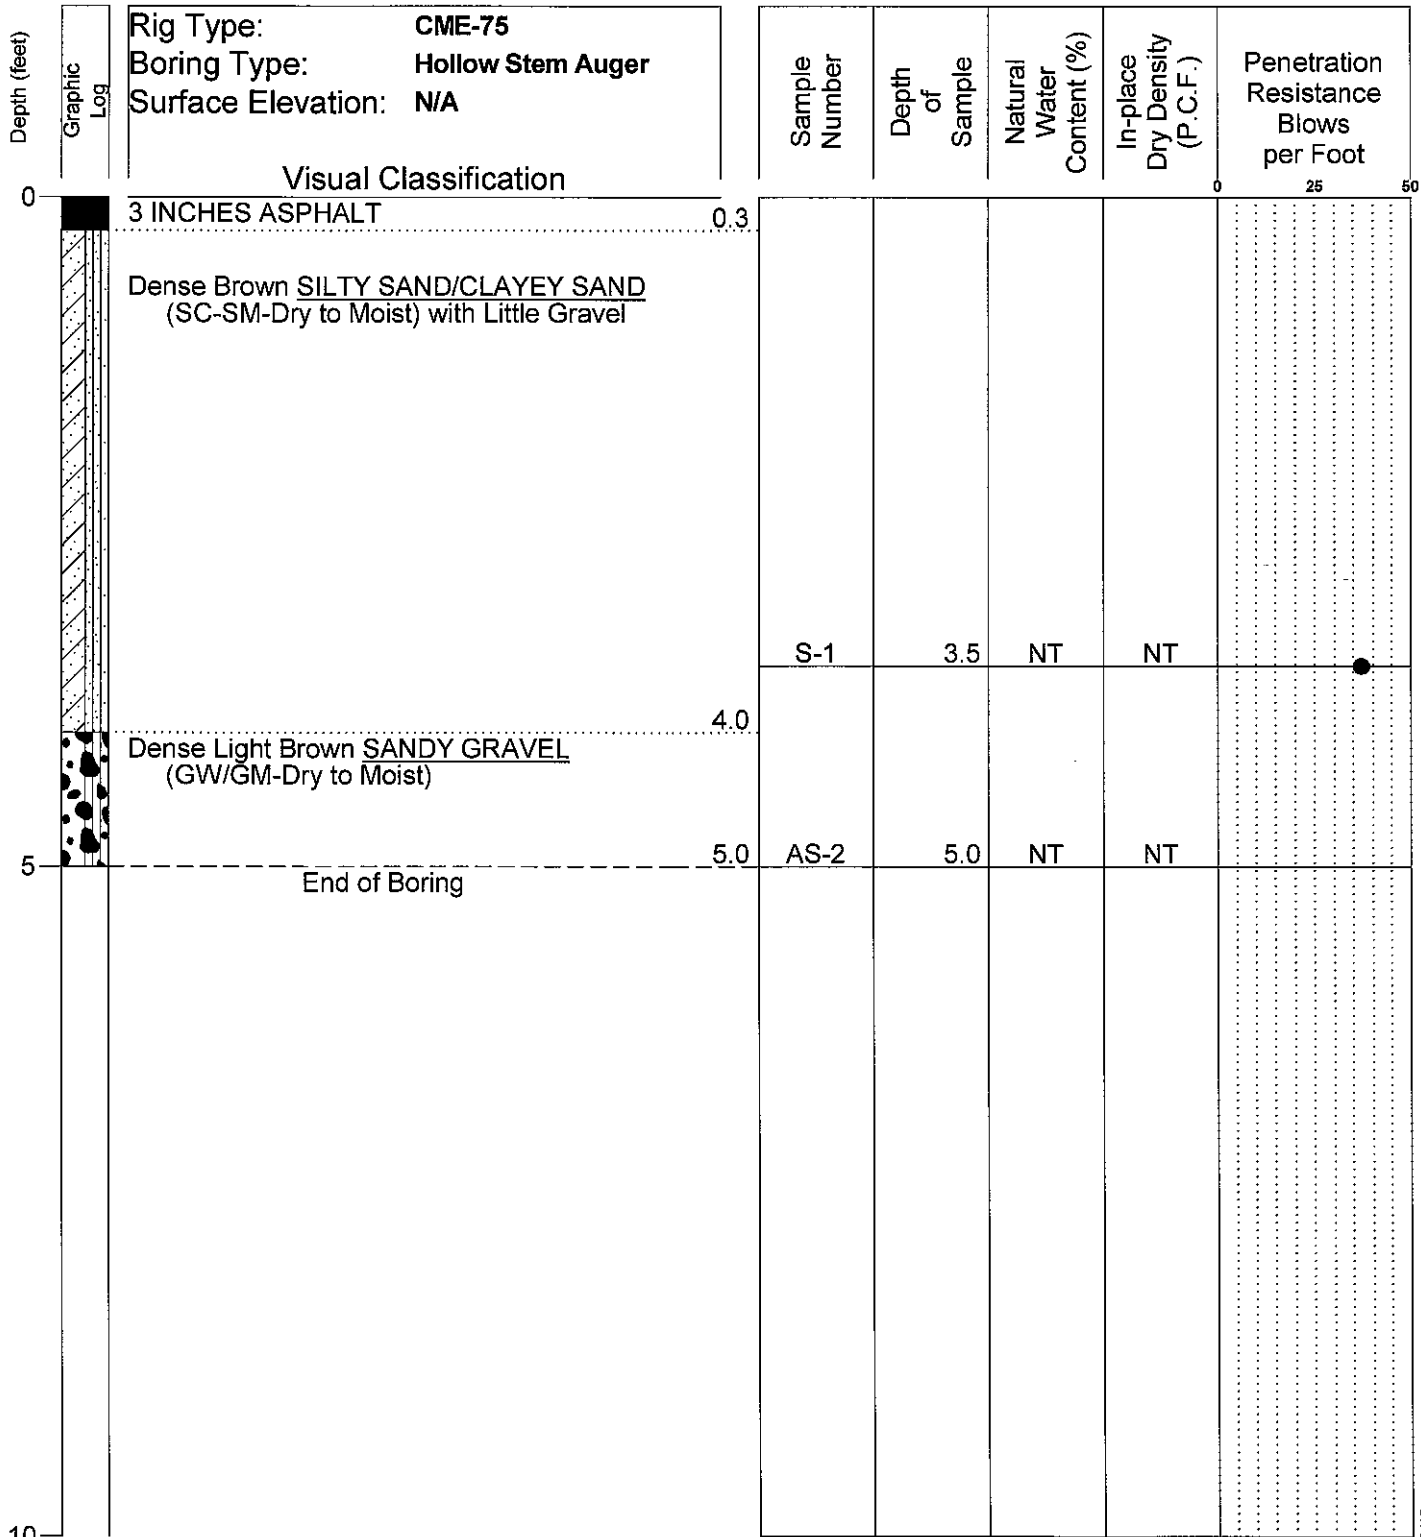 Depth (feet)
Graphic
Log
Rig Type: CME-75
Boring Type: Hollow Stem Auger
Surface Elevation: N/A
Visual Classification
Sample
Number
Depth
of
Sample
Natural
Water
Content (%)
In-place
Dry Density
(P.C.F.)
Penetration
Resistance
Blows
per Foot
0 25 50
0
3 INCHES ASPHALT 0.3
Dense Brown SILTY SAND/CLAYEY SAND
(SC-SM-Dry to Moist) with Little Gravel
S-1 3.5 NT NT
4.0
Dense Light Brown SANDY GRAVEL
(GW/GM-Dry to Moist)
5 5.0 AS-2 5.0 NT NT
End of Boring
10